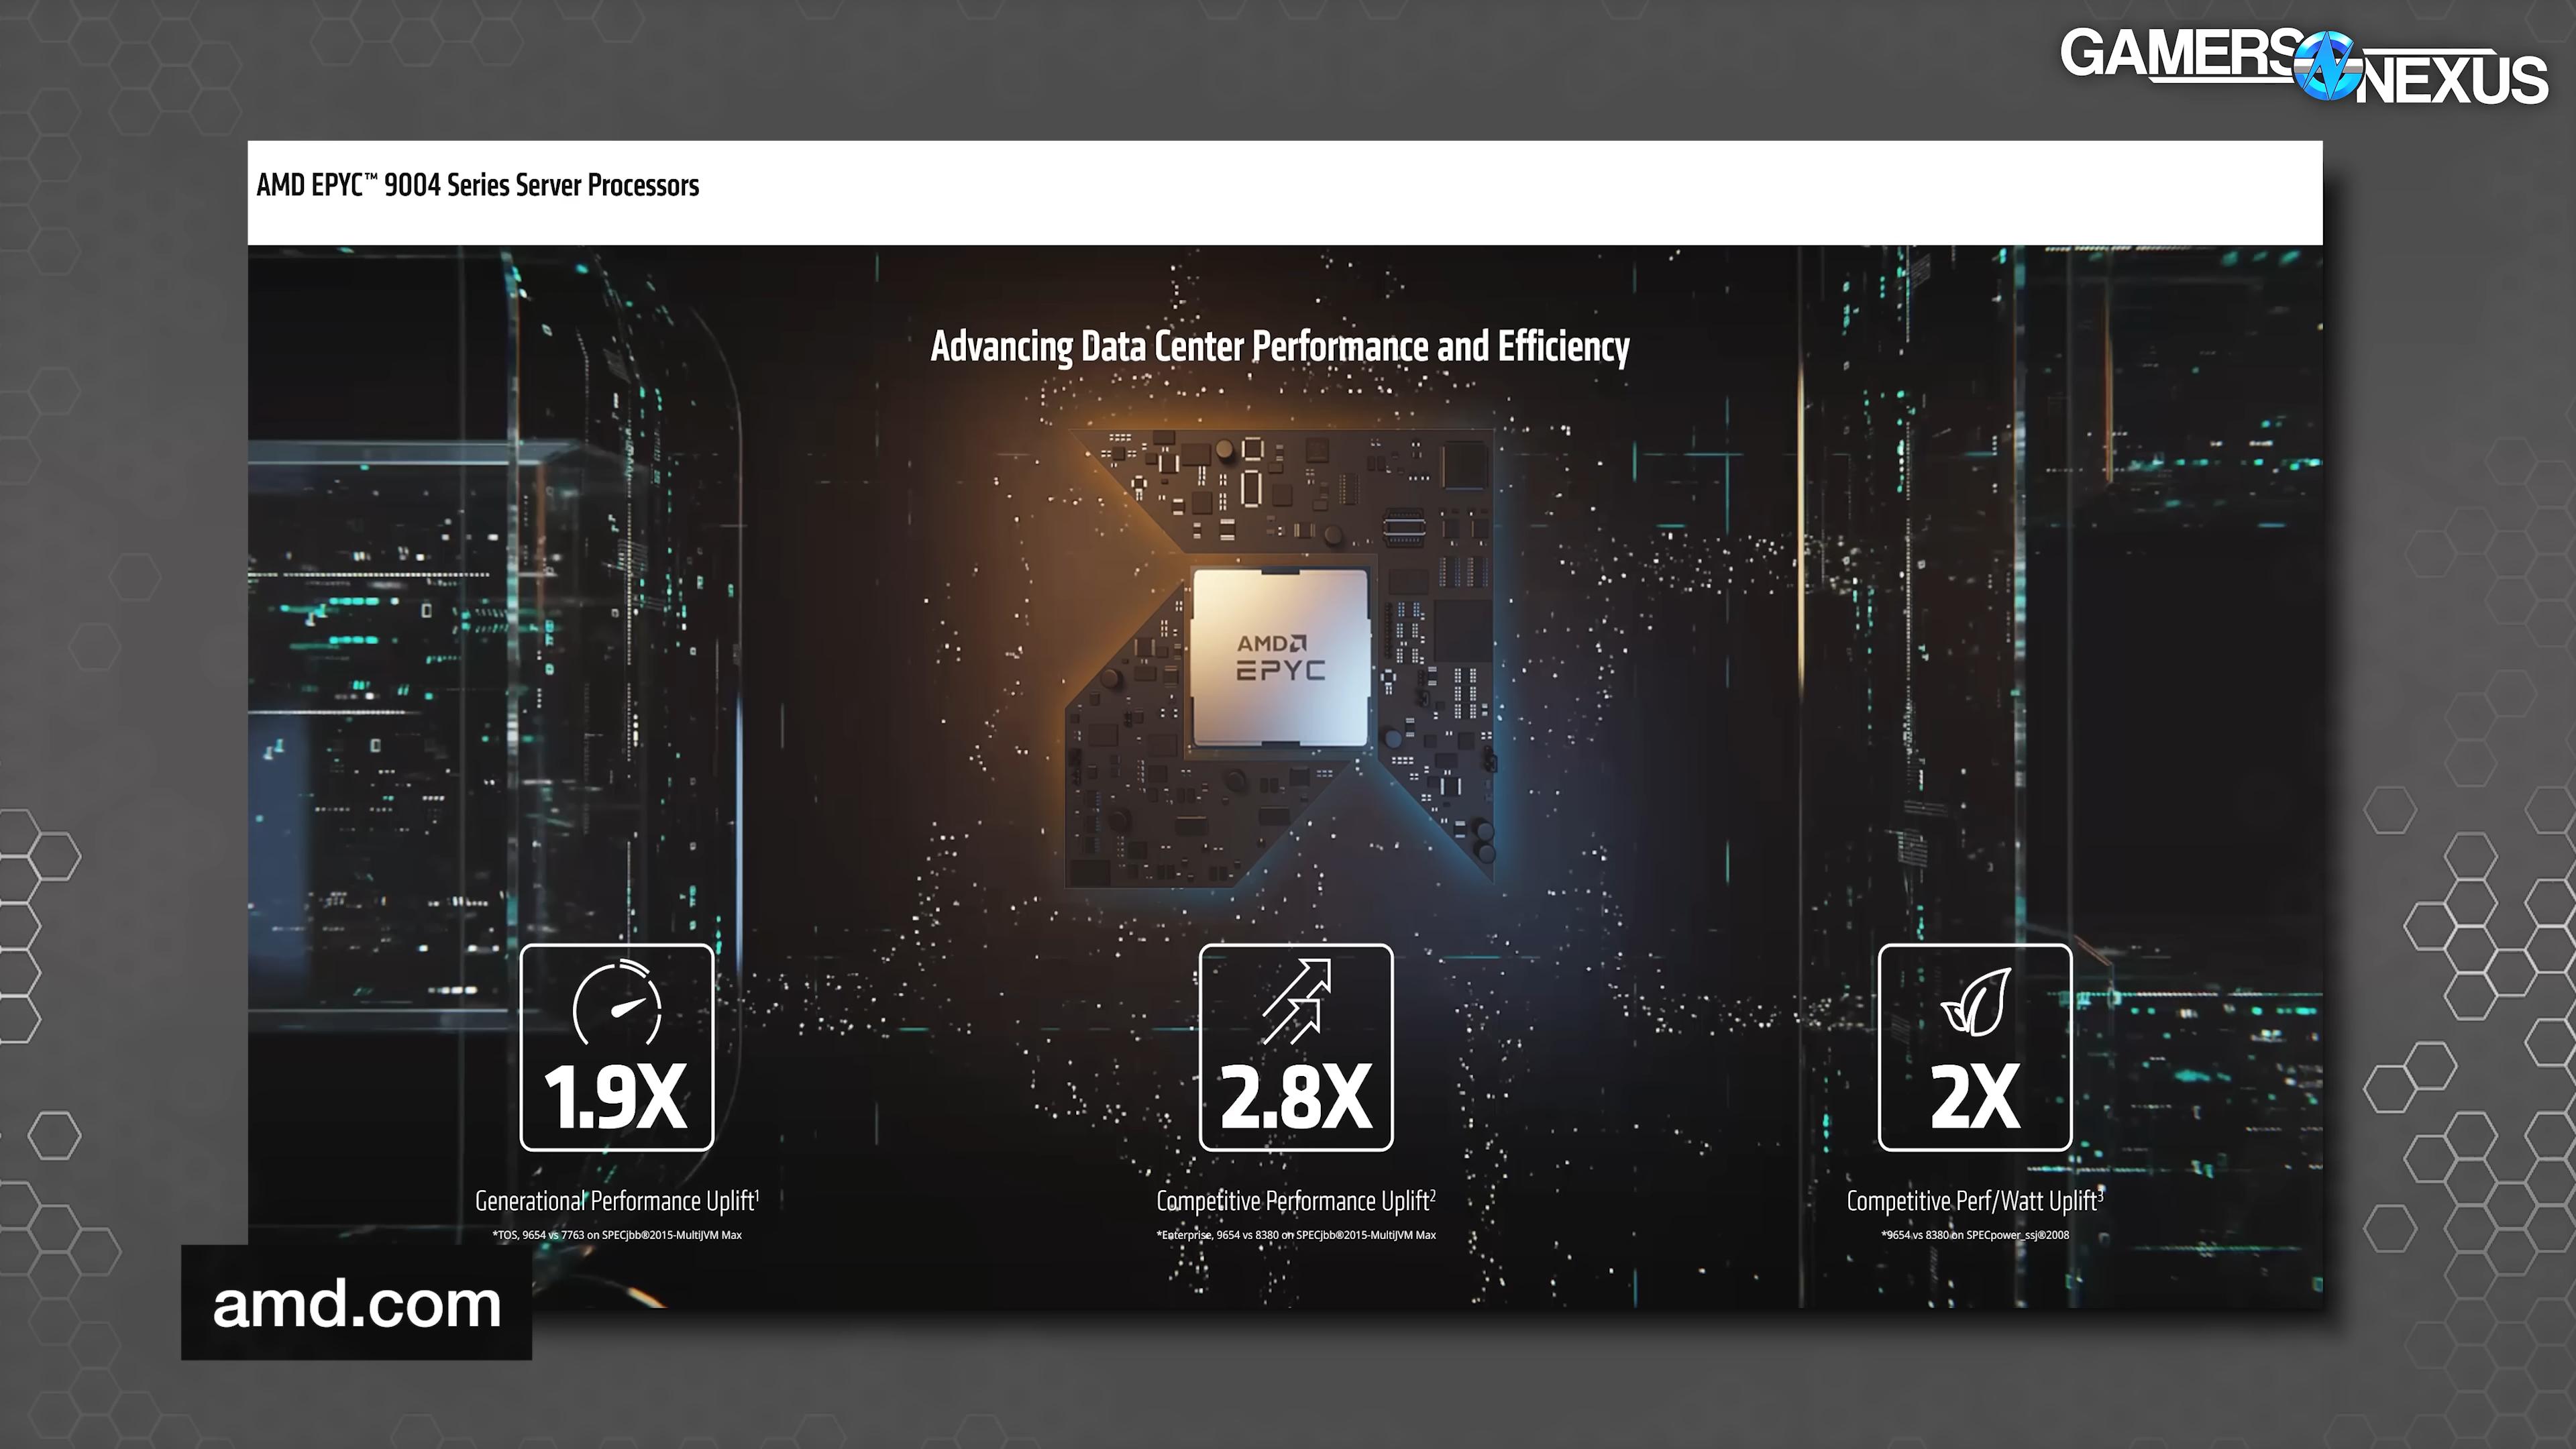 GAMERS NEXUS
AMD EPYC™ 9004 Series Server Processors
Advancing Data Center Performance and Efficiency
AMD
EPYC
1.9X
2.8X
2X
Generational Performance Uplift¹
Competitive Performance Uplift²
Competitive Perf/Watt Uplift³
*TOS, 9654 vs 7763 on SPECjbb®2015-MultiJVM Max
*Enterprise, 9654 vs 8380 on SPECjbb®2015-MultiJVM Max
*9654 vs 8380 on SPECpower_ssj®2008
amd.com